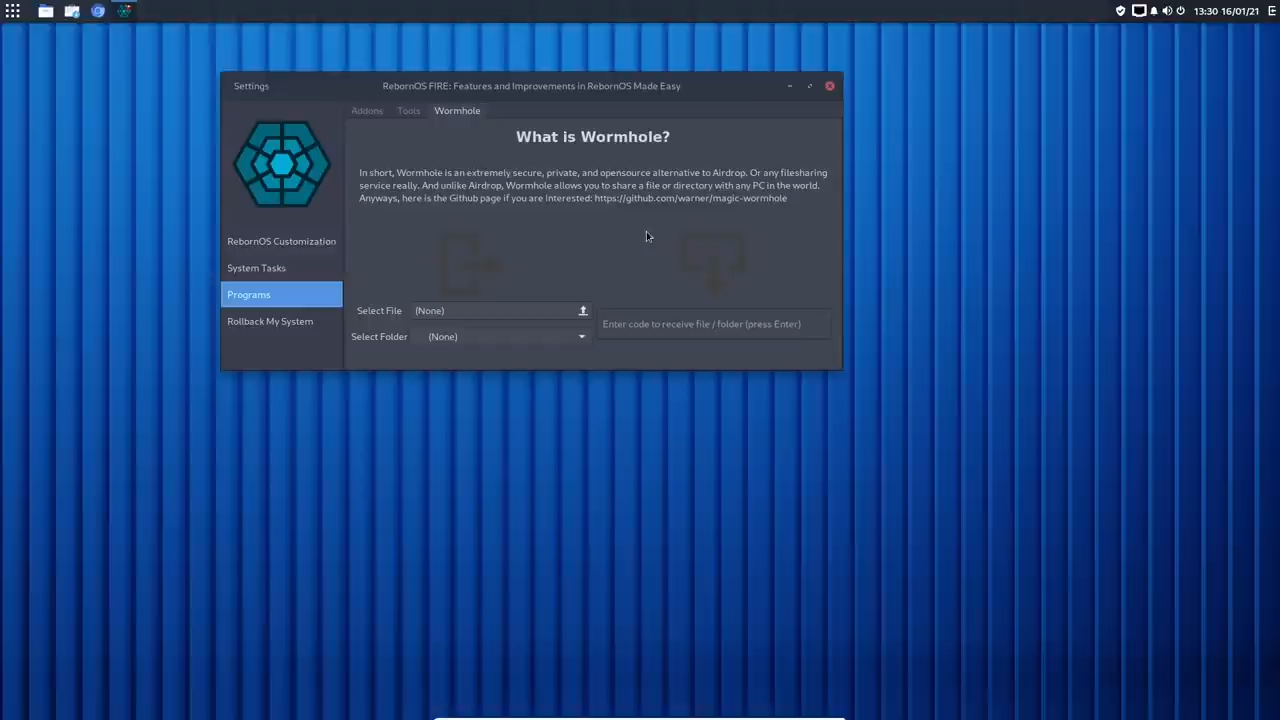 13:30 16/01/21
Settings
RebornOS FIRE: Features and Improvements in RebornOS Made Easy
Addons Tools Wormhole
What is Wormhole?
In short, Wormhole is an extremely secure, private, and opensource alternative to Airdrop. Or any filesharing
service really. And unlike Airdrop, Wormhole allows you to share a file or directory with any PC in the world.
Anyways, here is the Github page if you are interested: https://github.com/warner/magic-wormhole
RebornOS Customization
System Tasks
Programs
Rollback My System
Select File (None)
Select Folder (None)
Enter code to receive file / folder (press Enter)